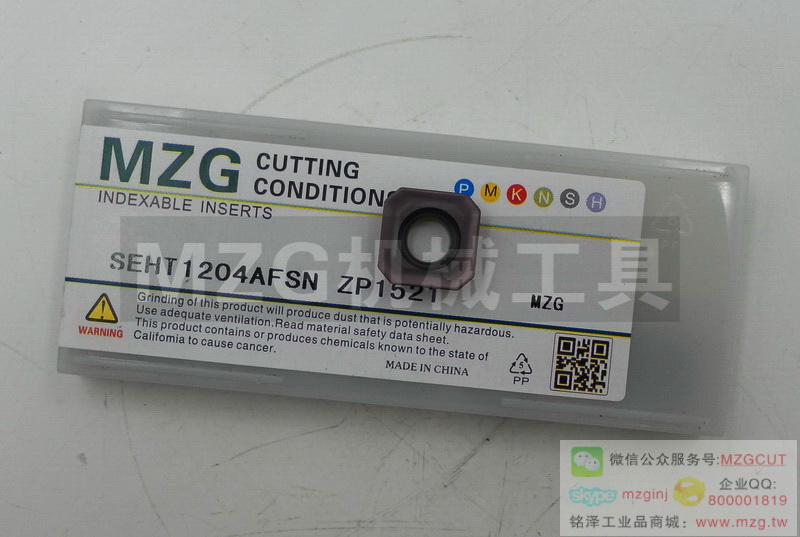 MZG CUTTING CONDITIONS
INDEXABLE INSERTS
P M K N S H
MZG机械工具
SEHT1204AFSN ZP1521
MZG
WARNING
Grinding of this product will produce dust that is potentially hazardous.
Use adequate ventilation.Read material safety data sheet.
This product contains or produces chemicals known to the state of
Califomia to cause cancer.
MADE IN CHINA
5
PP
PP
微信公众服务号:MZGCUT
skype mzginj 企业QQ:
800001819
铭泽工业品商城: www.mzg.tw